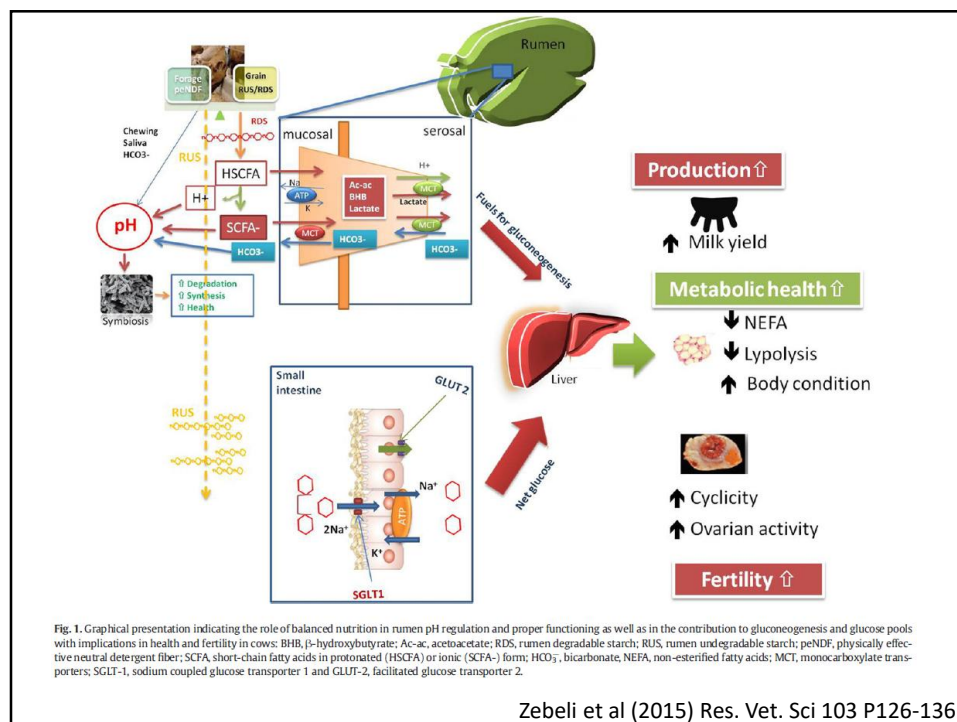 Forage
peNDF
Grain
RUS/RDS
Rumen
Chewing
Saliva
HCO3-
RUS
RDS
mucosal
serosal
HSCFA
H+
Na
ATP
K
Ac-ac
BHB
Lactate
H+
MCT
Lactate
pH
SCFA-
MCT
MCT
HCO3-
HCO3-
HCO3-
Symbiosis
⇧ Degradation
⇧ Synthesis
⇧ Health
Fuels for gluconeogenesis
Production ⇧
Milk yield
Metabolic health ⇧
NEFA
Lypolysis
Body condition
Liver
RUS
Small
intestine
GLUT 2
Na⁺
2Na⁺
ATP
K⁺
SGLT1
Net glucose
Cyclicity
Ovarian activity
Fertility ⇧
Fig. 1. Graphical presentation indicating the role of balanced nutrition in rumen pH regulation and proper functioning as well as in the contribution to gluconeogenesis and glucose pools
with implications in health and fertility in cows: BHB, β-hydroxybutyrate; Ac-ac, acetoacetate; RDS, rumen degradable starch; RUS, rumen undegradable starch; peNDF, physically effec-
tive neutral detergent fiber; SCFA, short-chain fatty acids in protonated (HSCFA) or ionic (SCFA-) form; HCO₃⁻, bicarbonate, NEFA, non-esterified fatty acids; MCT, monocarboxylate trans-
porters; SGLT-1, sodium coupled glucose transporter 1 and GLUT-2, facilitated glucose transporter 2.
Zebeli et al (2015) Res. Vet. Sci 103 P126-136